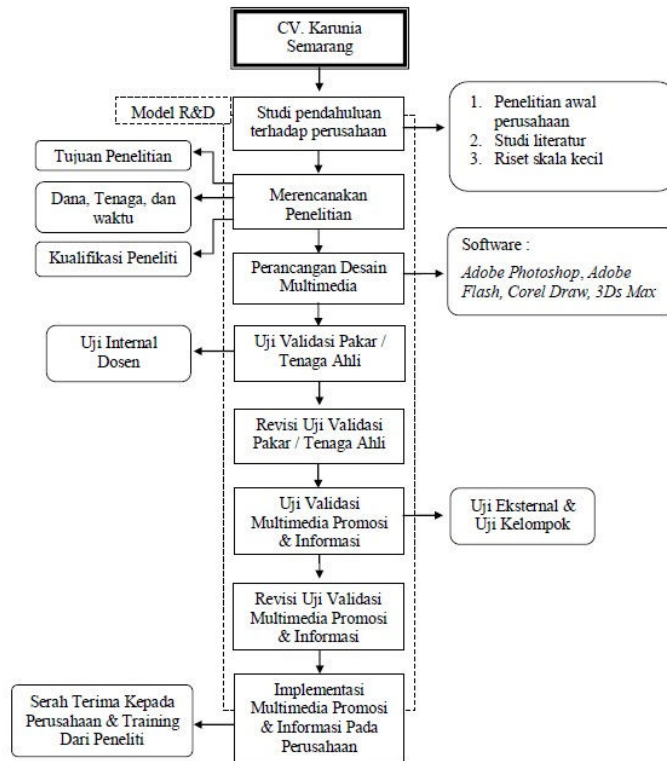 CV. Karunia
Semarang
Model R&D
Studi pendahuluan
terhadap perusahaan
1. Penelitian awal
perusahaan
2. Studi literatur
3. Riset skala kecil
Tujuan Penelitian
Dana, Tenaga, dan
waktu
Kualifikasi Peneliti
Merencanakan
Penelitian
Perancangan Desain
Multimedia
Software :
Adobe Photoshop, Adobe
Flash, Corel Draw, 3Ds Max
Uji Internal
Dosen
Uji Validasi Pakar /
Tenaga Ahli
Revisi Uji Validasi
Pakar / Tenaga Ahli
Uji Validasi
Multimedia Promosi
& Informasi
Uji Eksternal &
Uji Kelompok
Revisi Uji Validasi
Multimedia Promosi
& Informasi
Serah Terima Kepada
Perusahaan & Training
Dari Peneliti
Implementasi
Multimedia Promosi
& Informasi Pada
Perusahaan